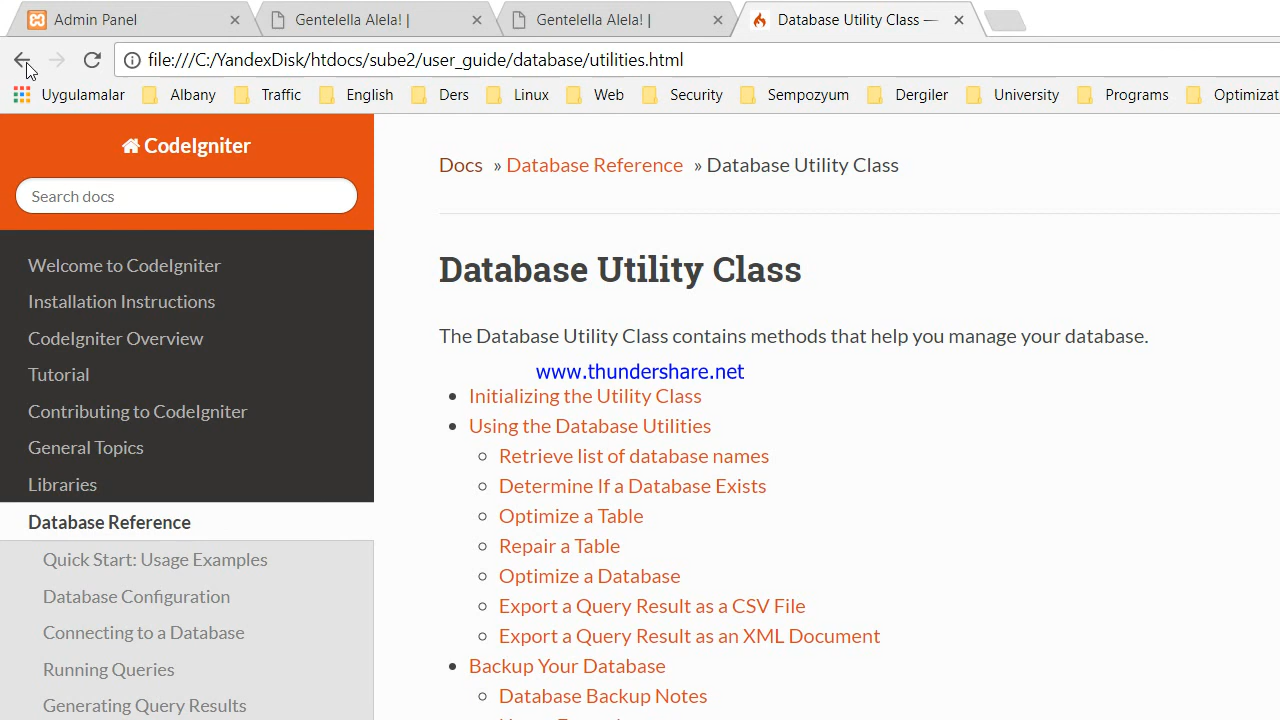 Admin Panel
Gentelella Alela! |
Gentelella Alela! |
Database Utility Class —
file:///C:/YandexDisk/htdocs/sube2/user_guide/database/utilities.html
Uygulamalar
Albany
Traffic
English
Ders
Linux
Web
Security
Sempozyum
Dergiler
University
Programs
Optimizat
CodeIgniter
Search docs
Welcome to CodeIgniter
Installation Instructions
CodeIgniter Overview
Tutorial
Contributing to CodeIgniter
General Topics
Libraries
Database Reference
Quick Start: Usage Examples
Database Configuration
Connecting to a Database
Running Queries
Generating Query Results
Docs » Database Reference » Database Utility Class
Database Utility Class
The Database Utility Class contains methods that help you manage your database.
www.thundershare.net
Initializing the Utility Class
Using the Database Utilities
Retrieve list of database names
Determine If a Database Exists
Optimize a Table
Repair a Table
Optimize a Database
Export a Query Result as a CSV File
Export a Query Result as an XML Document
Backup Your Database
Database Backup Notes